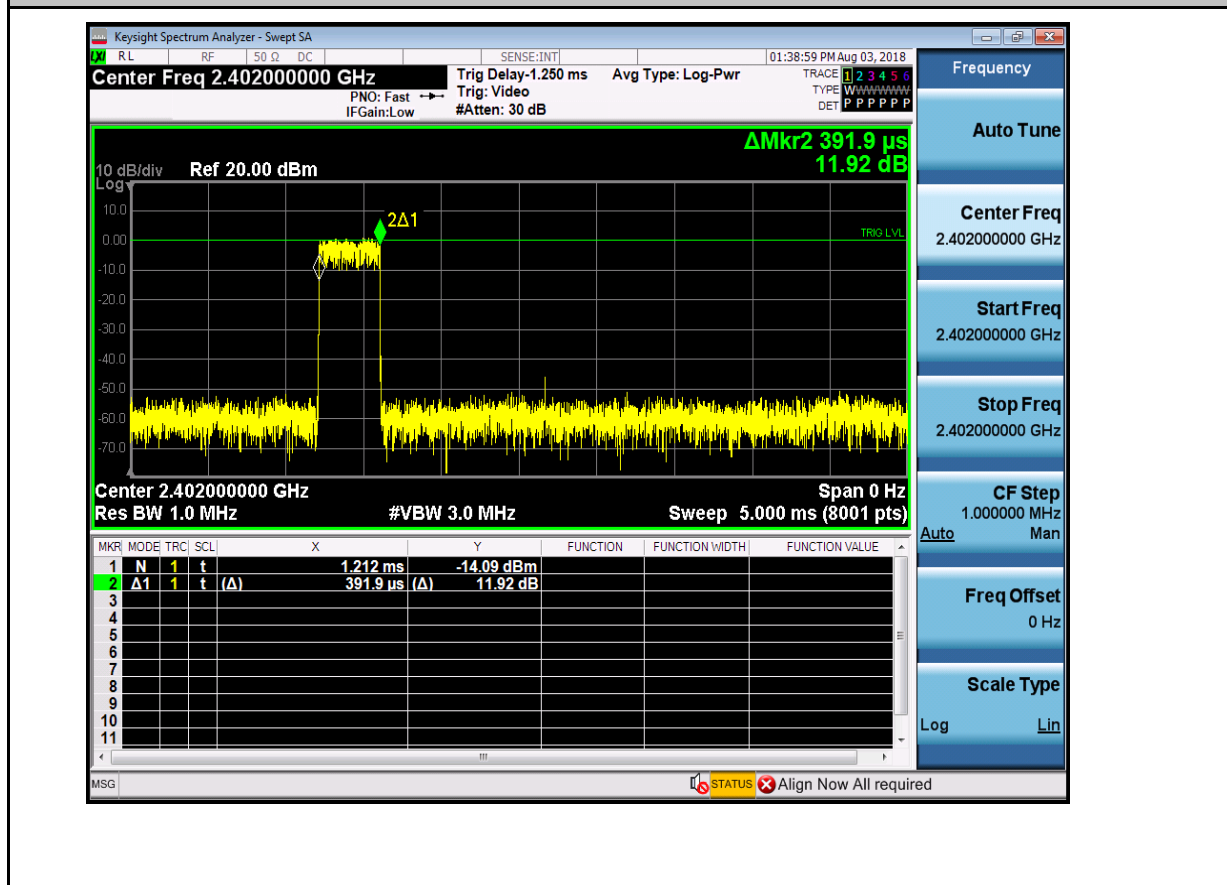 Keysight Spectrum Analyzer - Swept SA
LXI RL RF 50 Ω DC SENSE:INT 01:38:59 PM Aug 03, 2018
Center Freq 2.402000000 GHz Trig Delay-1.250 ms Avg Type: Log-Pwr TRACE 1 2 3 4 5 6
PNO: Fast Trig: Video TYPE WWWWWW
IFGain:Low #Atten: 30 dB DET P P P P P P
ΔMkr2 391.9 µs
10 dB/div Ref 20.00 dBm 11.92 dB
Log
10.0
2Δ1
0.00 TRIG LVL
-10.0
-20.0
-30.0
-40.0
-50.0
-60.0
-70.0
Center 2.402000000 GHz Span 0 Hz
Res BW 1.0 MHz #VBW 3.0 MHz Sweep 5.000 ms (8001 pts)
MKR MODE TRC SCL X Y FUNCTION FUNCTION WIDTH FUNCTION VALUE
1 N 1 t 1.212 ms -14.09 dBm
2 Δ1 1 t (Δ) 391.9 µs (Δ) 11.92 dB
3
4
5
6
7
8
9
10
11
MSG STATUS Align Now All required
Frequency
Auto Tune
Center Freq
2.402000000 GHz
Start Freq
2.402000000 GHz
Stop Freq
2.402000000 GHz
CF Step
1.000000 MHz
Auto Man
Freq Offset
0 Hz
Scale Type
Log Lin